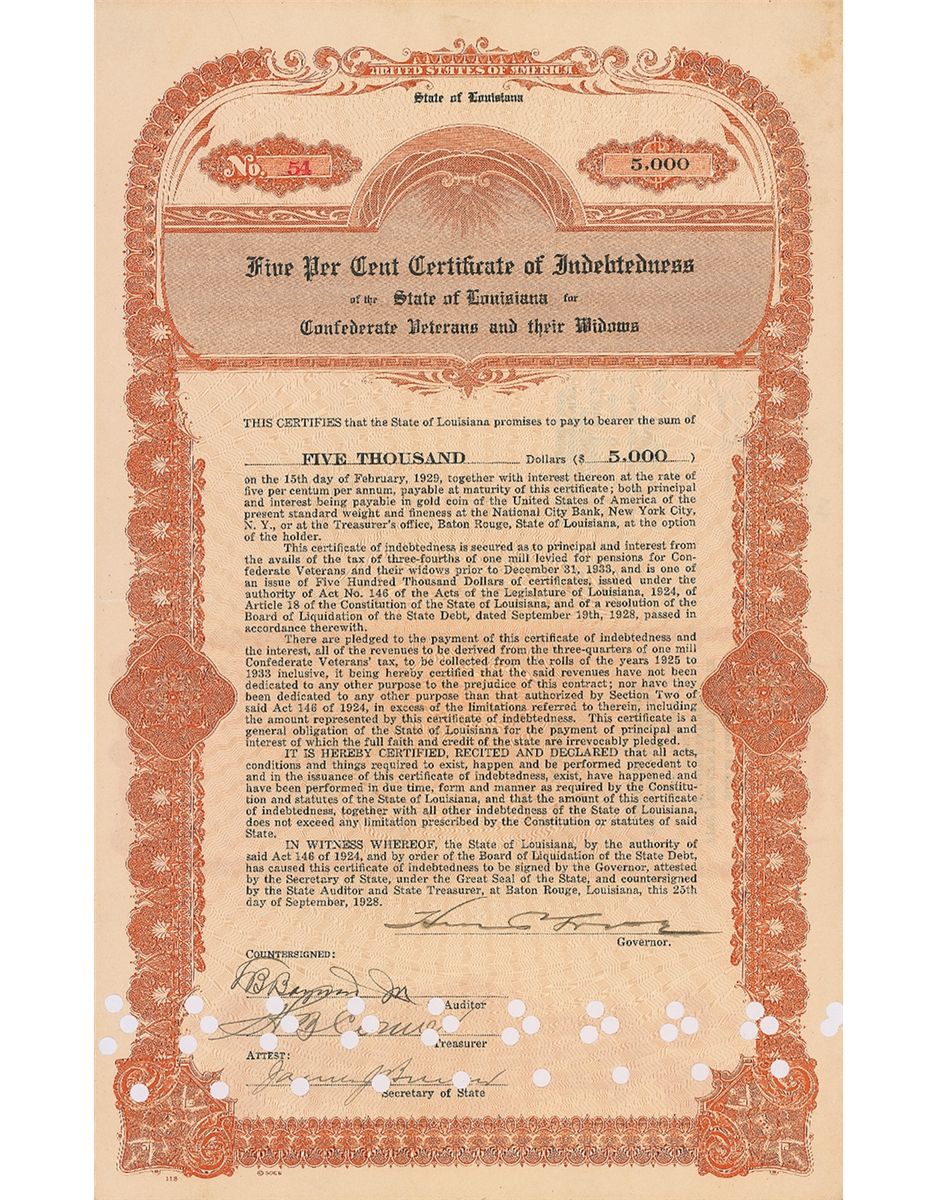 UNITED STATES OF AMERICA
State of Louisiana
No. 54
5.000
Five Per Cent Certificate of Indebtedness
of the State of Louisiana for
Confederate Veterans and their Widows
THIS CERTIFIES that the State of Louisiana promises to pay to bearer the sum of
FIVE THOUSAND Dollars ($ 5.000 )
on the 15th day of February, 1929, together with interest thereon at the rate of
five per centum per annum, payable at maturity of this certificate; both principal
and interest being payable in gold coin of the United States of America of the
present standard weight and fineness at the National City Bank, New York City,
N. Y., or at the Treasurer's office, Baton Rouge, State of Louisiana, at the option
of the holder.
This certificate of indebtedness is secured as to principal and interest from
the avails of the tax of three-fourths of one mill levied for pensions for Con-
federate Veterans and their widows prior to December 31, 1933, and is one of
an issue of Five Hundred Thousand Dollars of certificates, issued under the
authority of Act No. 146 of the Acts of the Legislature of Louisiana, 1924, of
Article 18 of the Constitution of the State of Louisiana, and of a resolution of the
Board of Liquidation of the State Debt, dated September 19th, 1928, passed in
accordance therewith.
There are pledged to the payment of this certificate of indebtedness and
the interest, all of the revenues to be derived from the three-quarters of one mill
Confederate Veterans' tax, to be collected from the rolls of the years 1925 to
1933 inclusive, it being hereby certified that the said revenues have not been
dedicated to any other purpose to the prejudice of this contract; nor have they
been dedicated to any other purpose than that authorized by Section Two of
said Act 146 of 1924, in excess of the limitations referred to therein, including
the amount represented by this certificate of indebtedness. This certificate is a
general obligation of the State of Louisiana for the payment of principal and
interest of which the full faith and credit of the state are irrevocably pledged.
IT IS HEREBY CERTIFIED, RECITED AND DECLARED that all acts,
conditions and things required to exist, happen and be performed precedent to
and in the issuance of this certificate of indebtedness, exist, have happened and
have been performed in due time, form and manner as required by the Constitu-
tion and statutes of the State of Louisiana, and that the amount of this certificate
of indebtedness, together with all other indebtedness of the State of Louisiana,
does not exceed any limitation prescribed by the Constitution or statutes of said
State.
IN WITNESS WHEREOF, the State of Louisiana, by the authority of
said Act 146 of 1924, and by order of the Board of Liquidation of the State Debt,
has caused this certificate of indebtedness to be signed by the Governor, attested
by the Secretary of State, under the Great Seal of the State, and countersigned
by the State Auditor and State Treasurer, at Baton Rouge, Louisiana, this 25th
day of September, 1928.
Governor.
COUNTERSIGNED:
Auditor
Treasurer
ATTEST:
Secretary of State
118